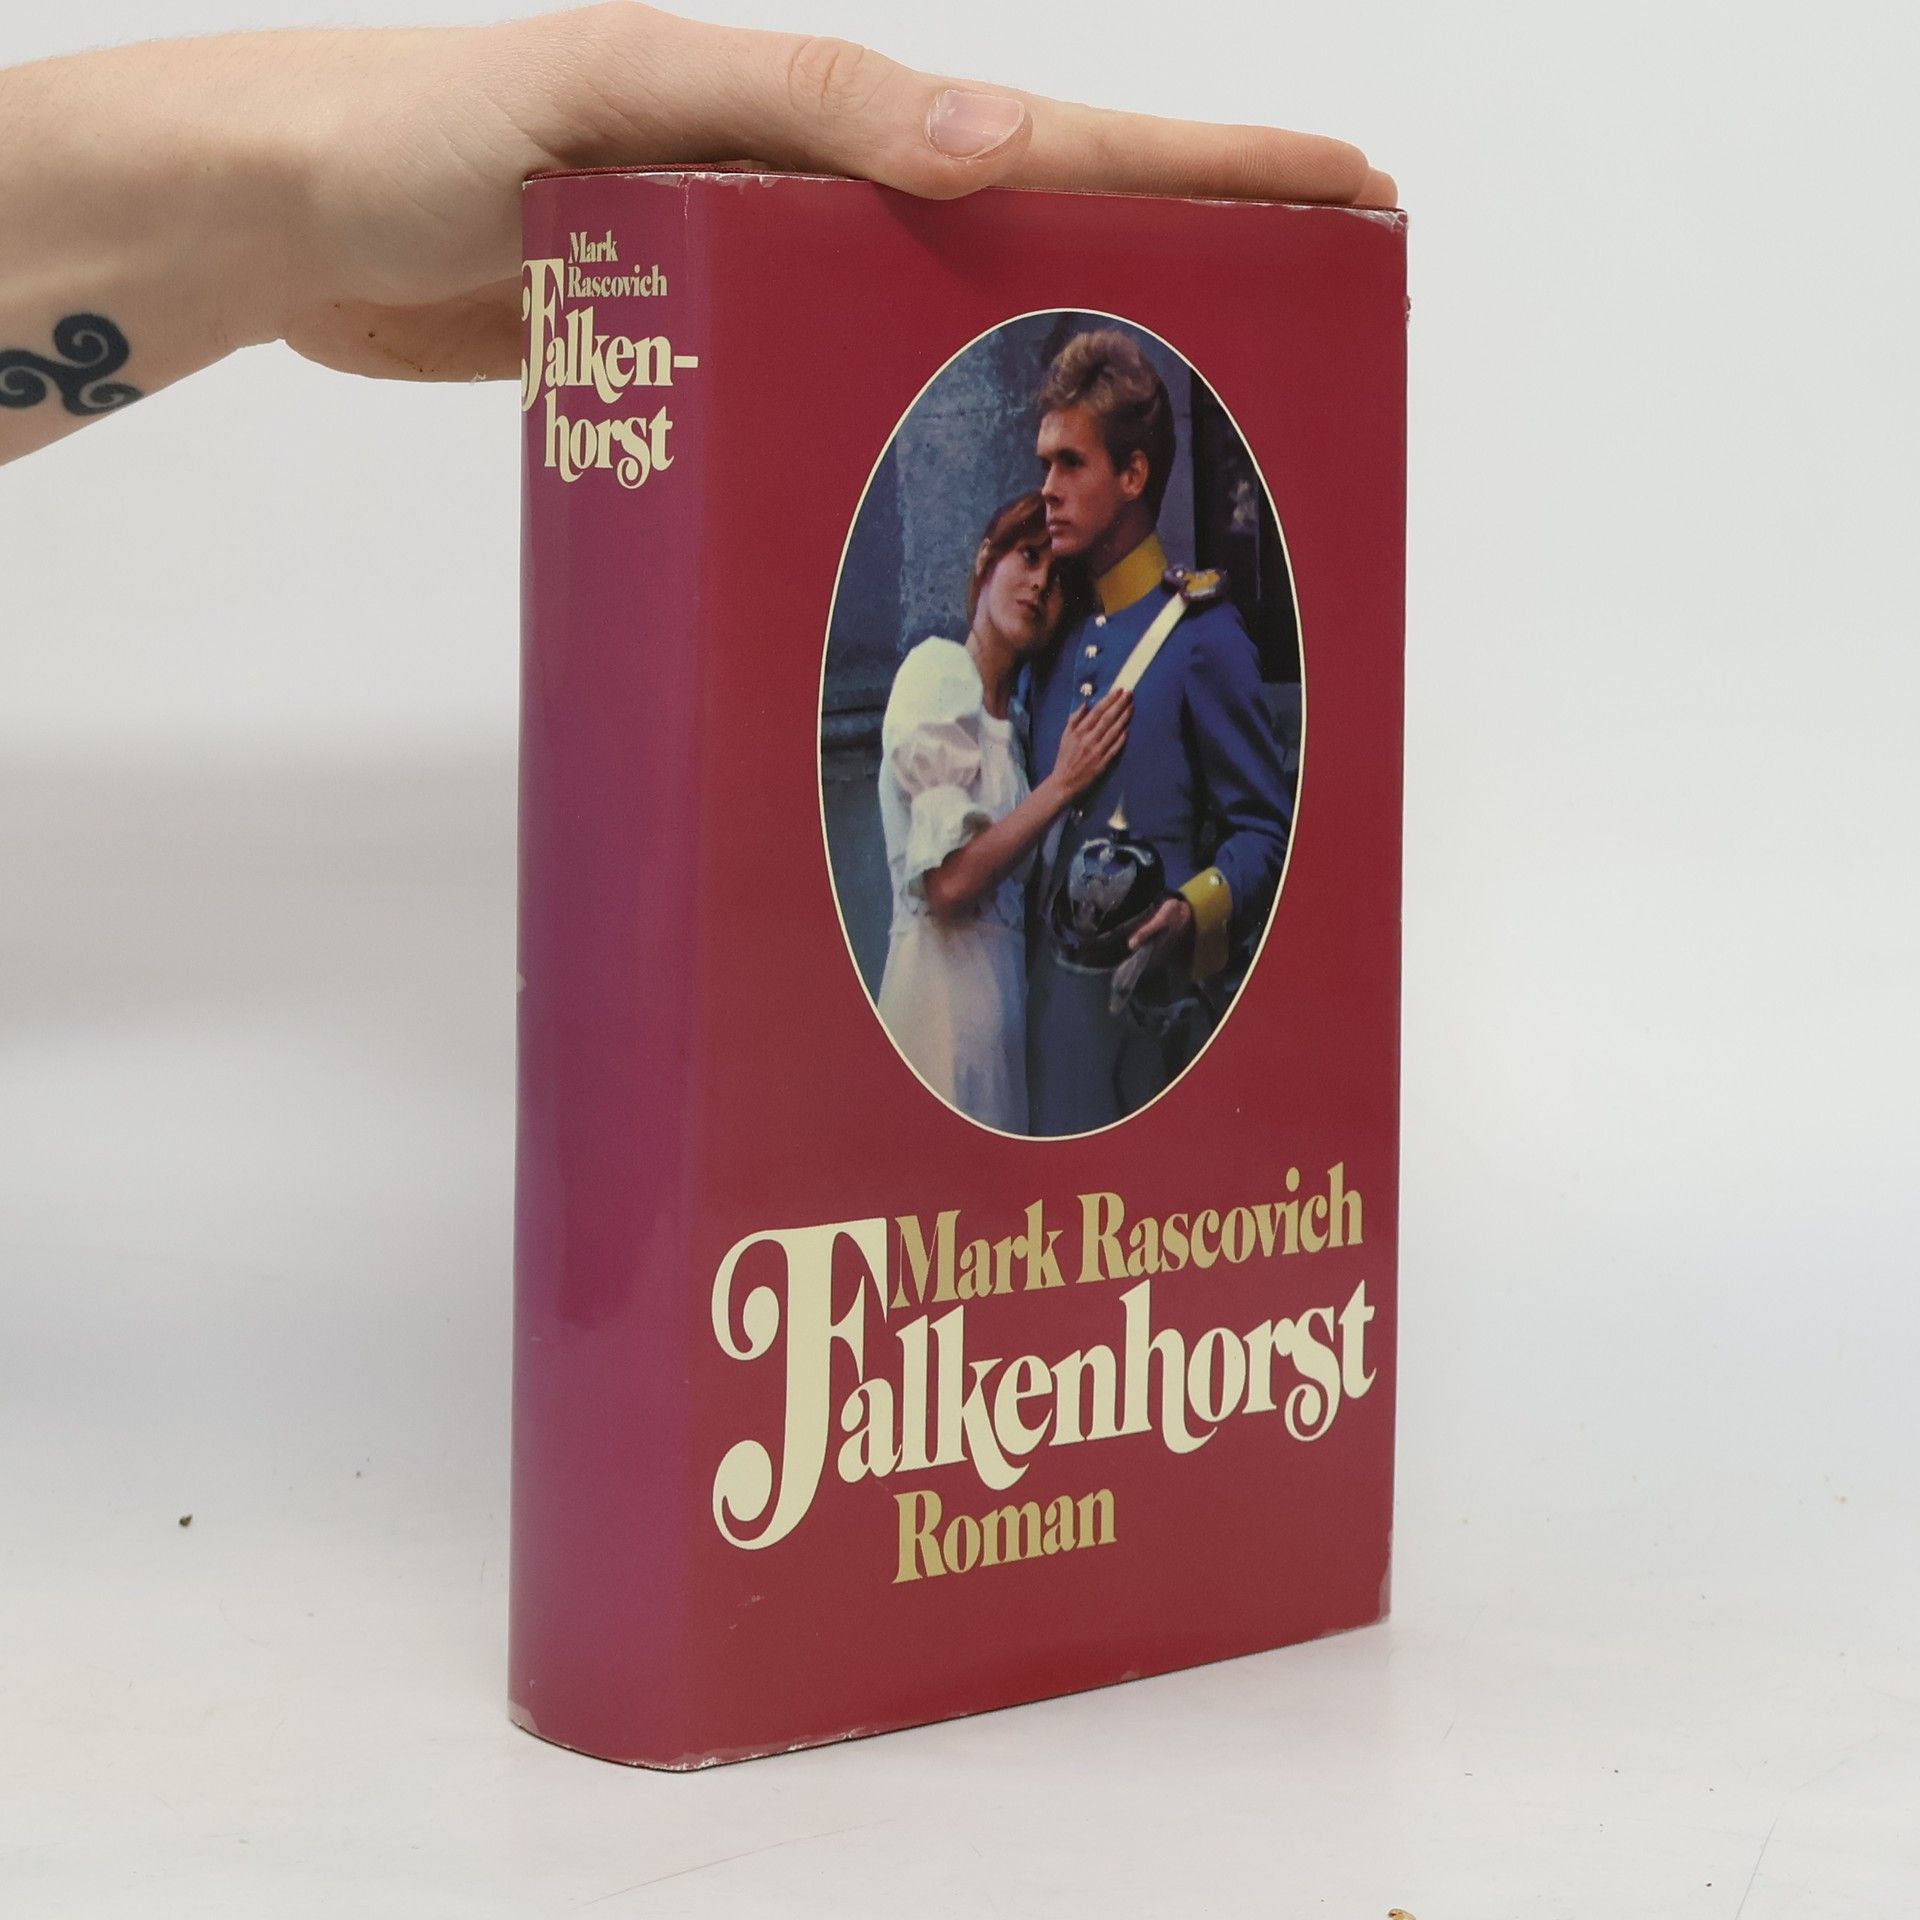 Mark
Rascovich
Falken-
horst
Mark Rascovich
Falkenhorst
Roman